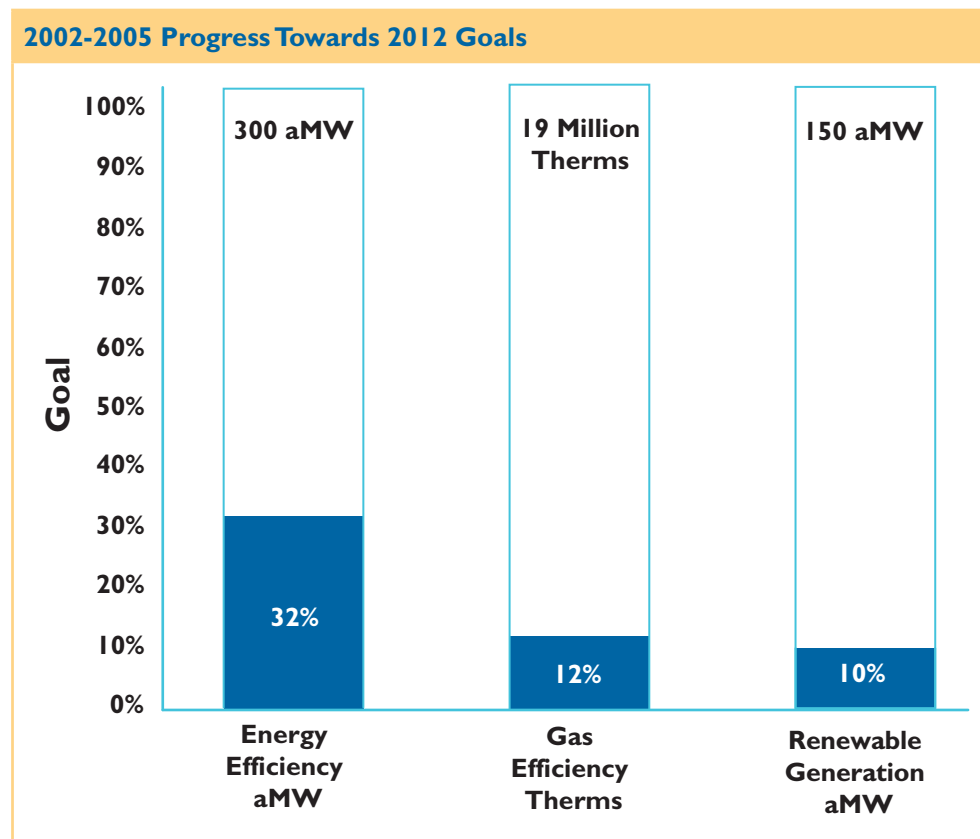 2002-2005 Progress Towards 2012 Goals
100%
90%
80%
70%
60%
50%
40%
30%
20%
10%
0%
Goal
300 aMW
19 Million
Therms
150 aMW
32%
12%
10%
Energy
Efficiency
aMW
Gas
Efficiency
Therms
Renewable
Generation
aMW